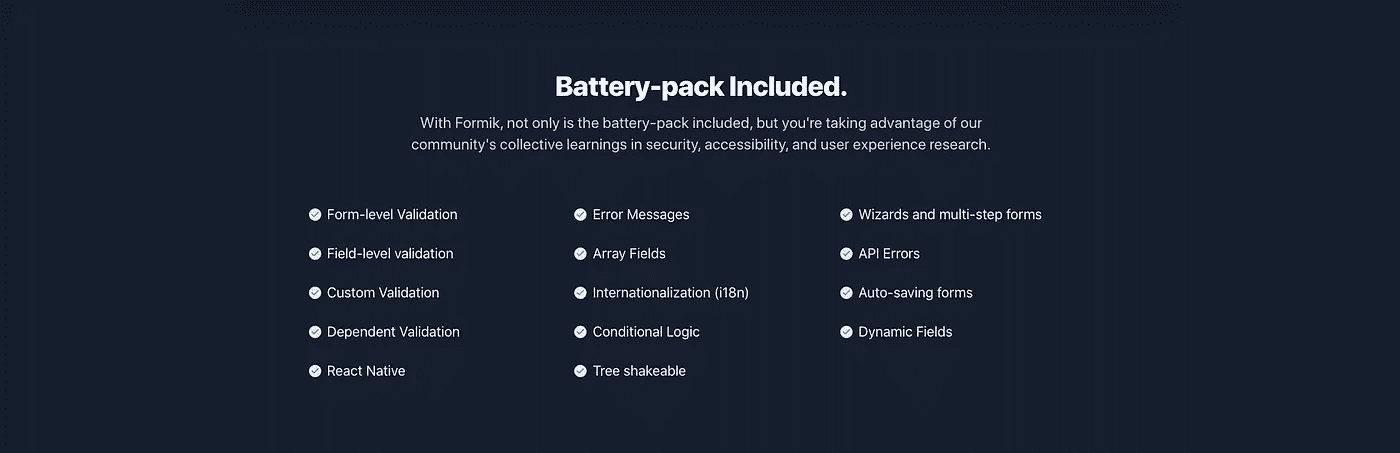 Battery-pack Included.
With Formik, not only is the battery-pack included, but you're taking advantage of our
community's collective learnings in security, accessibility, and user experience research.
Form-level Validation
Field-level validation
Custom Validation
Dependent Validation
React Native
Error Messages
Array Fields
Internationalization (i18n)
Conditional Logic
Tree shakeable
Wizards and multi-step forms
API Errors
Auto-saving forms
Dynamic Fields